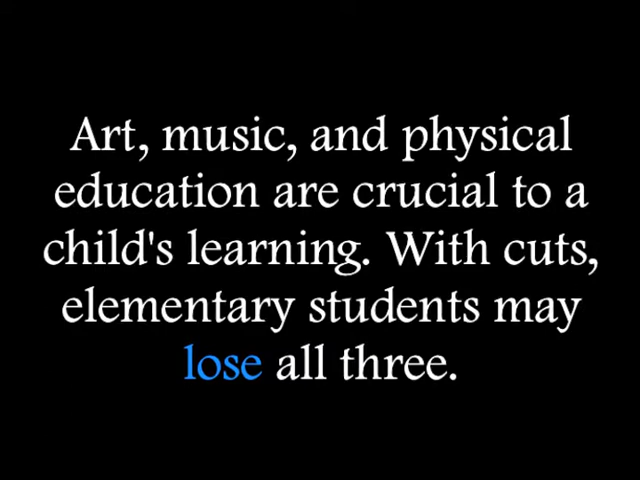 Art, music, and physical
education are crucial to a
child's learning. With cuts,
elementary students may
lose all three.